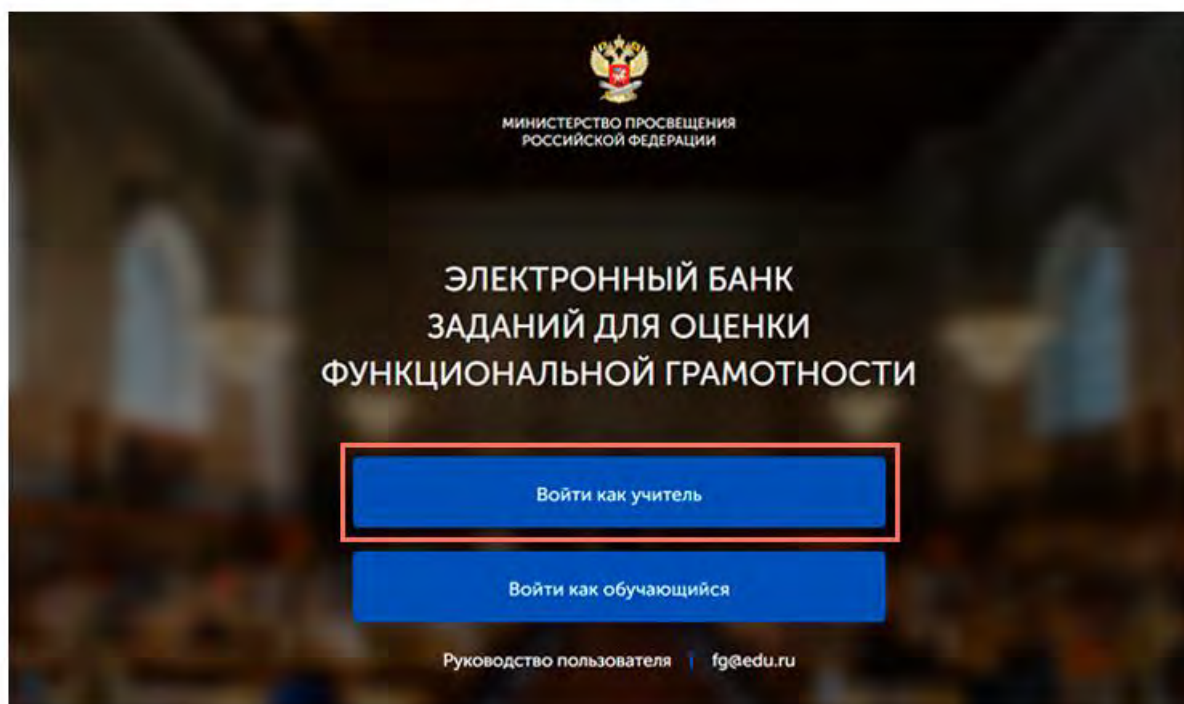 МИНИСТЕРСТВО ПРОСВЕЩЕНИЯ
РОССИЙСКОЙ ФЕДЕРАЦИИ
ЭЛЕКТРОННЫЙ БАНК
ЗАДАНИЙ ДЛЯ ОЦЕНКИ
ФУНКЦИОНАЛЬНОЙ ГРАМОТНОСТИ
Войти как учитель
Войти как обучающийся
Руководство пользователя | fg@edu.ru